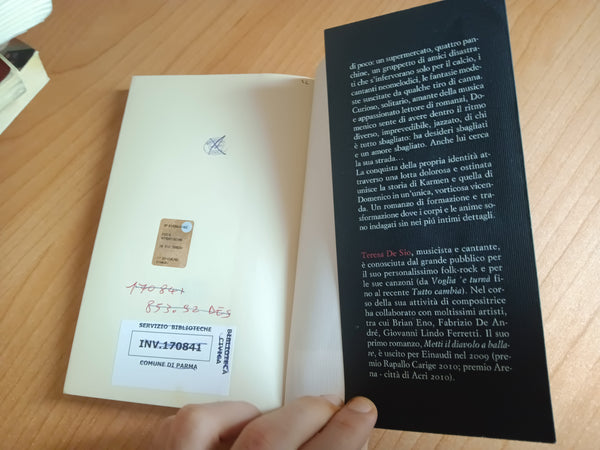 170841
853.92 DES
SERVIZIO BIBLIOTECHE
INV.170841
COMUNE DI PARMA
BIBLIOTECA
CIVICA
di poco: un supermercato, quattro pan-
chine, un gruppetto di amici disastra-
ti che s'infervorano solo per il calcio, i
cantanti neomelodici, le fantasie mode-
ste suscitate da qualche tiro di canna.
Curioso, solitario, amante della musica
e appassionato lettore di romanzi, Do-
menico sente di avere dentro il ritmo
diverso, imprevedibile, jazzato, di chi
è tutto sbagliato: ha desideri sbagliati
e un amore sbagliato. Anche lui cerca
la sua strada...
La conquista della propria identità at-
traverso una lotta dolorosa e ostinata
unisce la storia di Karmen e quella di
Domenico in un'unica, vorticosa vicen-
da. Un romanzo di formazione e tra-
sformazione dove i corpi e le anime so-
no indagati sin nei più intimi dettagli.
Teresa De Sio, musicista e cantante,
è conosciuta dal grande pubblico per
il suo personalissimo folk-rock e per
le sue canzoni (da Voglia 'e turnà fi-
no al recente Tutto cambia). Nel cor-
so della sua attività di compositrice
ha collaborato con moltissimi artisti,
tra cui Brian Eno, Fabrizio De An-
dré, Giovanni Lindo Ferretti. Il suo
primo romanzo, Metti il diavolo a balla-
re, è uscito per Einaudi nel 2009 (pre-
mio Rapallo Carige 2010; premio Are-
na - città di Acri 2010).